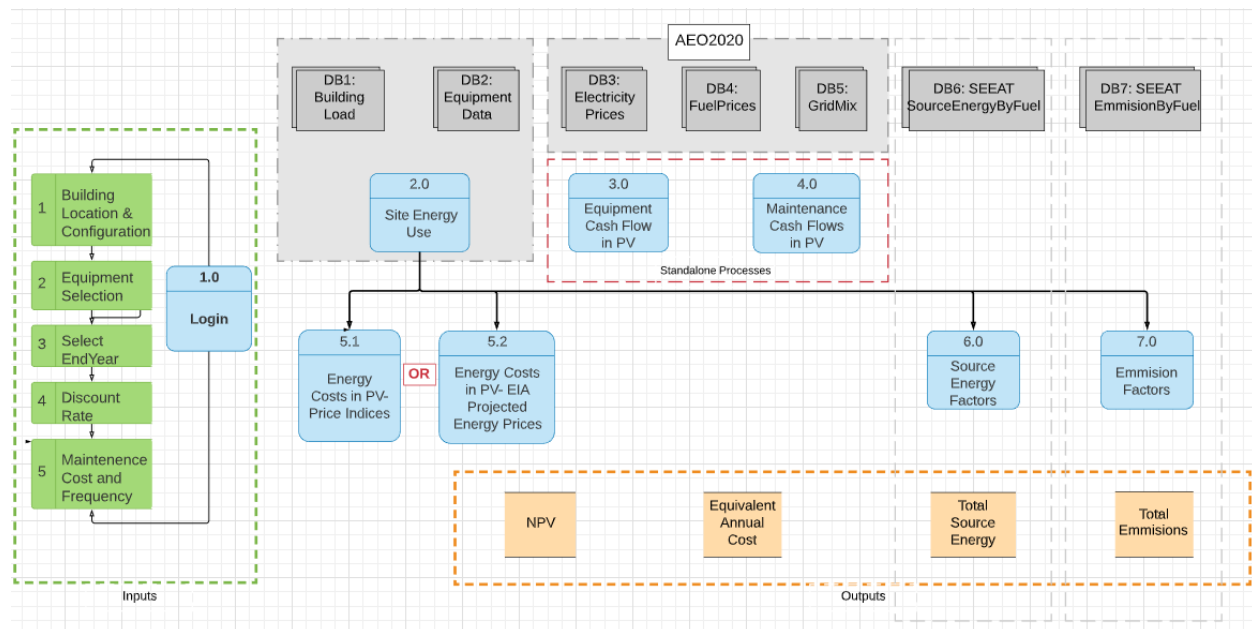 AEO2020
DB1:
Building
Load
DB2:
Equipment
Data
DB3:
Electricity
Prices
DB4:
FuelPrices
DB5:
GridMix
DB6: SEEAT
SourceEnergyByFuel
DB7: SEEAT
EmmisionByFuel
1
Building
Location &
Configuration
2
Equipment
Selection
3
Select
EndYear
4
Discount
Rate
5
Maintenence
Cost and
Frequency
1.0
Login
Inputs
2.0
Site Energy
Use
3.0
Equipment
Cash Flow
in PV
4.0
Maintenance
Cash Flows
in PV
Standalone Processes
5.1
Energy
Costs in PV-
Price Indices
OR
5.2
Energy Costs
in PV- EIA
Projected
Energy Prices
6.0
Source
Energy
Factors
7.0
Emmision
Factors
NPV
Equivalent
Annual
Cost
Total
Source
Energy
Total
Emmisions
Outputs